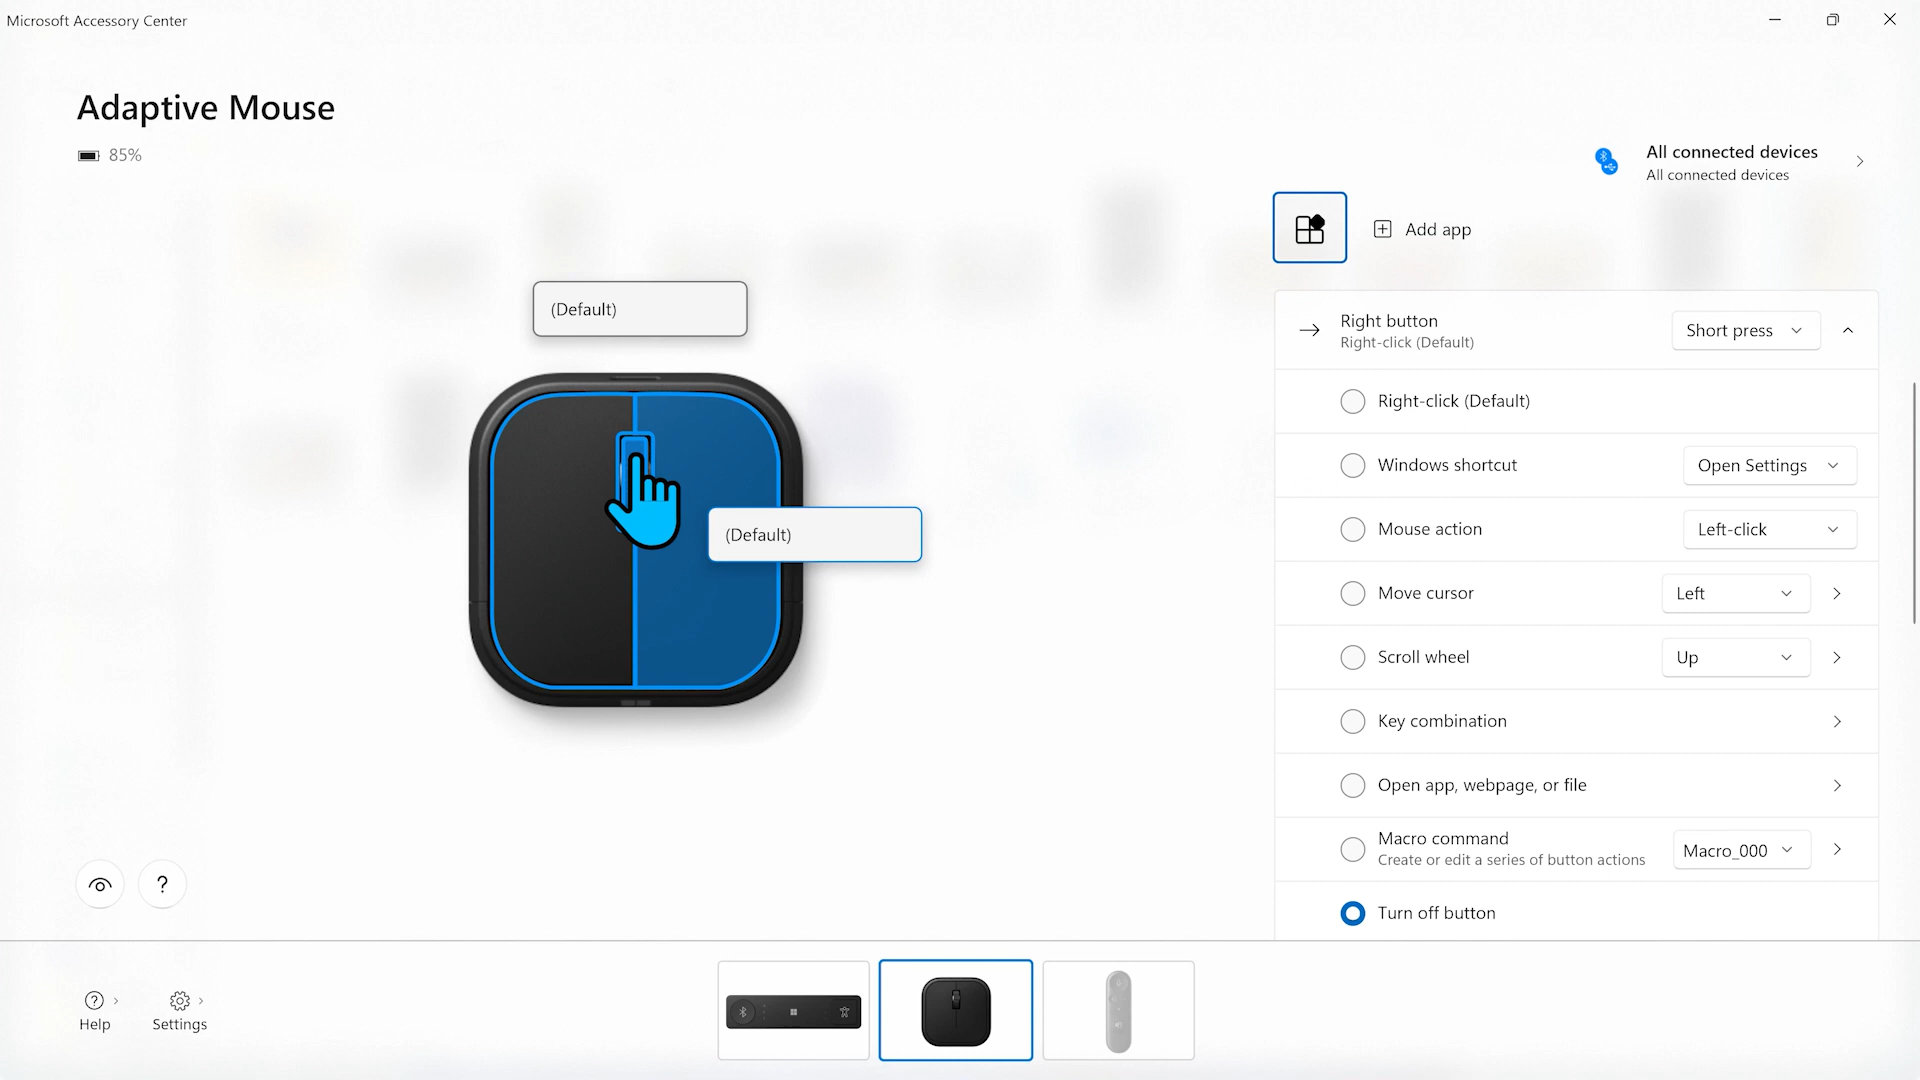 Microsoft Accessory Center
Adaptive Mouse
85%
All connected devices
All connected devices
Add app
(Default)
(Default)
Right button
Right-click (Default)
Short press
Right-click (Default)
Windows shortcut
Open Settings
Mouse action
Left-click
Move cursor
Left
Scroll wheel
Up
Key combination
Open app, webpage, or file
Macro command
Create or edit a series of button actions
Macro_000
Turn off button
?
Help
Settings